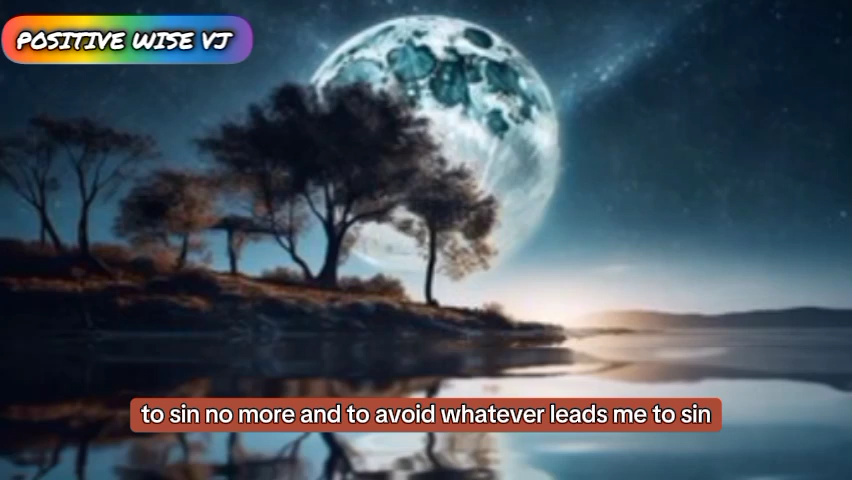 POSITIVE WISE VJ
to sin no more and to avoid whatever leads me to sin